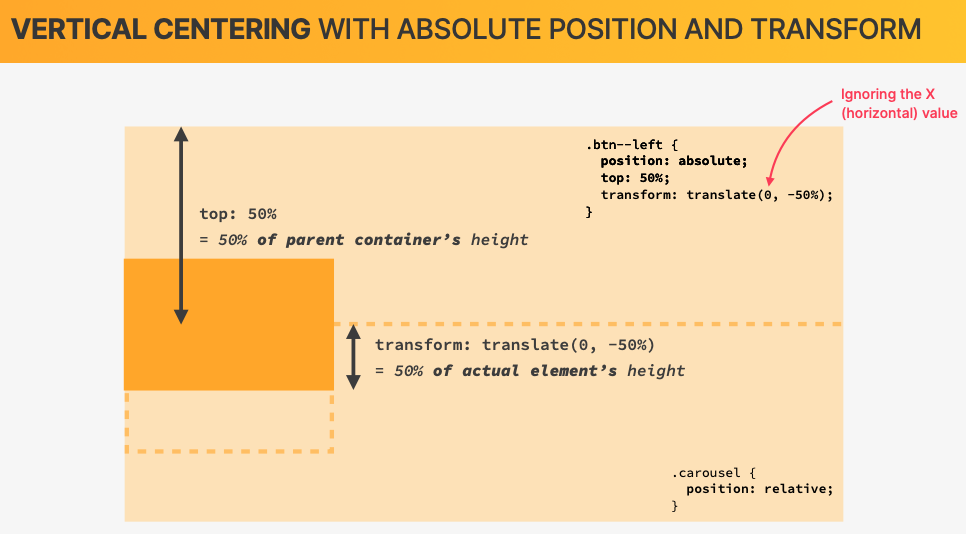 VERTICAL CENTERING WITH ABSOLUTE POSITION AND TRANSFORM
Ignoring the X
(horizontal) value
.btn--left {
position: absolute;
top: 50%;
transform: translate(0, -50%);
}
top: 50%
= 50% of parent container’s height
transform: translate(0, -50%)
= 50% of actual element’s height
.carousel {
position: relative;
}